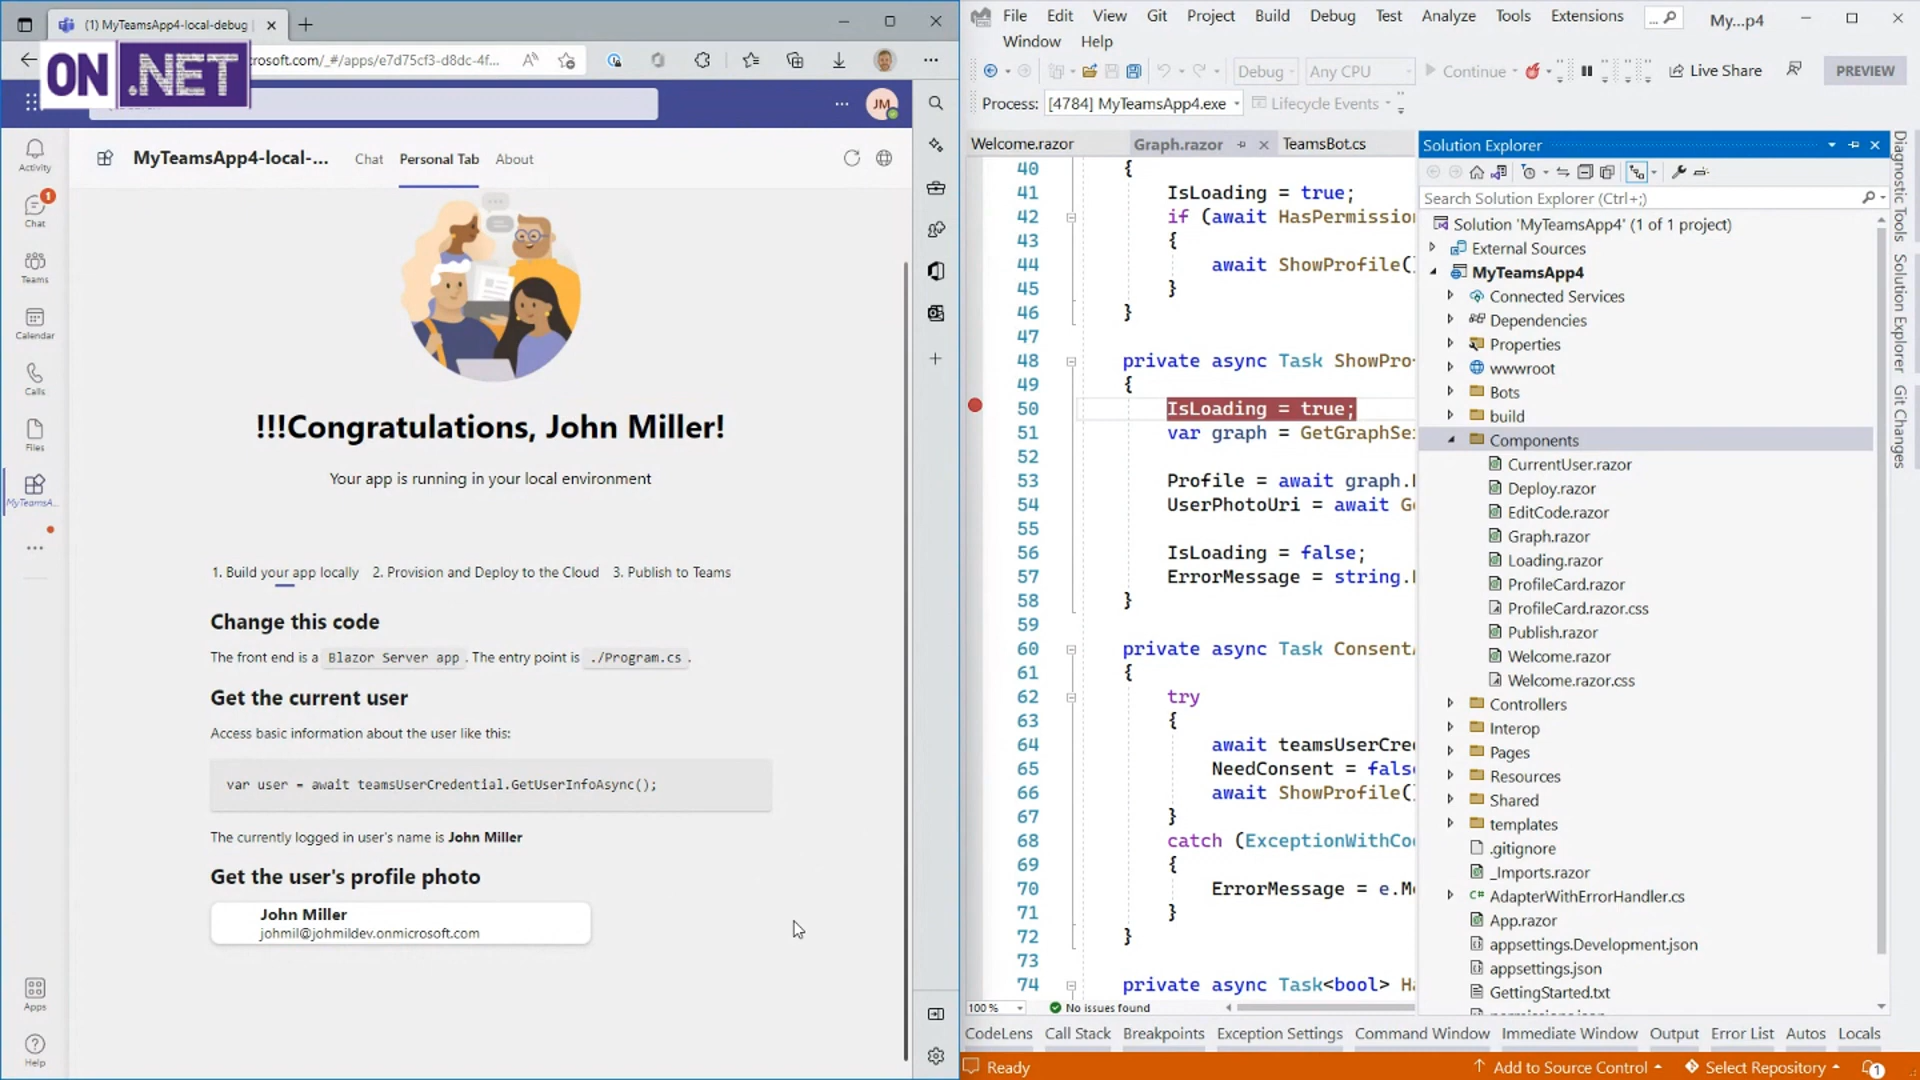 (1) MyTeamsApp4-local-debug |
rosoft.com/_#/apps/e7d75cf3-d8dc-4f...
ON .NET
JM
Activity
1
Chat
Teams
Calendar
Calls
Files
MyTeamsA...
Apps
Help
MyTeamsApp4-local-...
Chat
Personal Tab
About
!!!Congratulations, John Miller!
Your app is running in your local environment
1. Build your app locally 2. Provision and Deploy to the Cloud 3. Publish to Teams
Change this code
The front end is a Blazor Server app. The entry point is ./Program.cs.
Get the current user
Access basic information about the user like this:
var user = await teamsUserCredential.GetUserInfoAsync();
The currently logged in user's name is John Miller
Get the user's profile photo
John Miller
johmil@johmildev.onmicrosoft.com
File Edit View Git Project Build Debug Test Analyze Tools Extensions ... My...p4
Window Help
Debug Any CPU Continue Live Share PREVIEW
Process: [4784] MyTeamsApp4.exe Lifecycle Events
Welcome.razor Graph.razor TeamsBot.cs
40 {
41 IsLoading = true;
42 if (await HasPermission
43 {
44 await ShowProfile(
45 }
46 }
47
48 private async Task ShowPro
49 {
50 IsLoading = true;
51 var graph = GetGraphSe
52
53 Profile = await graph.
54 UserPhotoUri = await G
55
56 IsLoading = false;
57 ErrorMessage = string.
58 }
59
60 private async Task Consent
61 {
62 try
63 {
64 await teamsUserCre
65 NeedConsent = fals
66 await ShowProfile(
67 }
68 catch (ExceptionWithCo
69 {
70 ErrorMessage = e.M
71 }
72 }
73
74 private async Task<bool> Ha
100 % No issues found
Solution Explorer
Search Solution Explorer (Ctrl+;)
Solution 'MyTeamsApp4' (1 of 1 project)
External Sources
MyTeamsApp4
Connected Services
Dependencies
Properties
wwwroot
Bots
build
Components
CurrentUser.razor
Deploy.razor
EditCode.razor
Graph.razor
Loading.razor
ProfileCard.razor
ProfileCard.razor.css
Publish.razor
Welcome.razor
Welcome.razor.css
Controllers
Interop
Pages
Resources
Shared
templates
.gitignore
_Imports.razor
AdapterWithErrorHandler.cs
App.razor
appsettings.Development.json
appsettings.json
GettingStarted.txt
Diagnostic Tools
Solution Explorer
Git Changes
CodeLens Call Stack Breakpoints Exception Settings Command Window Immediate Window Output Error List Autos Locals
Ready Add to Source Control Select Repository 1